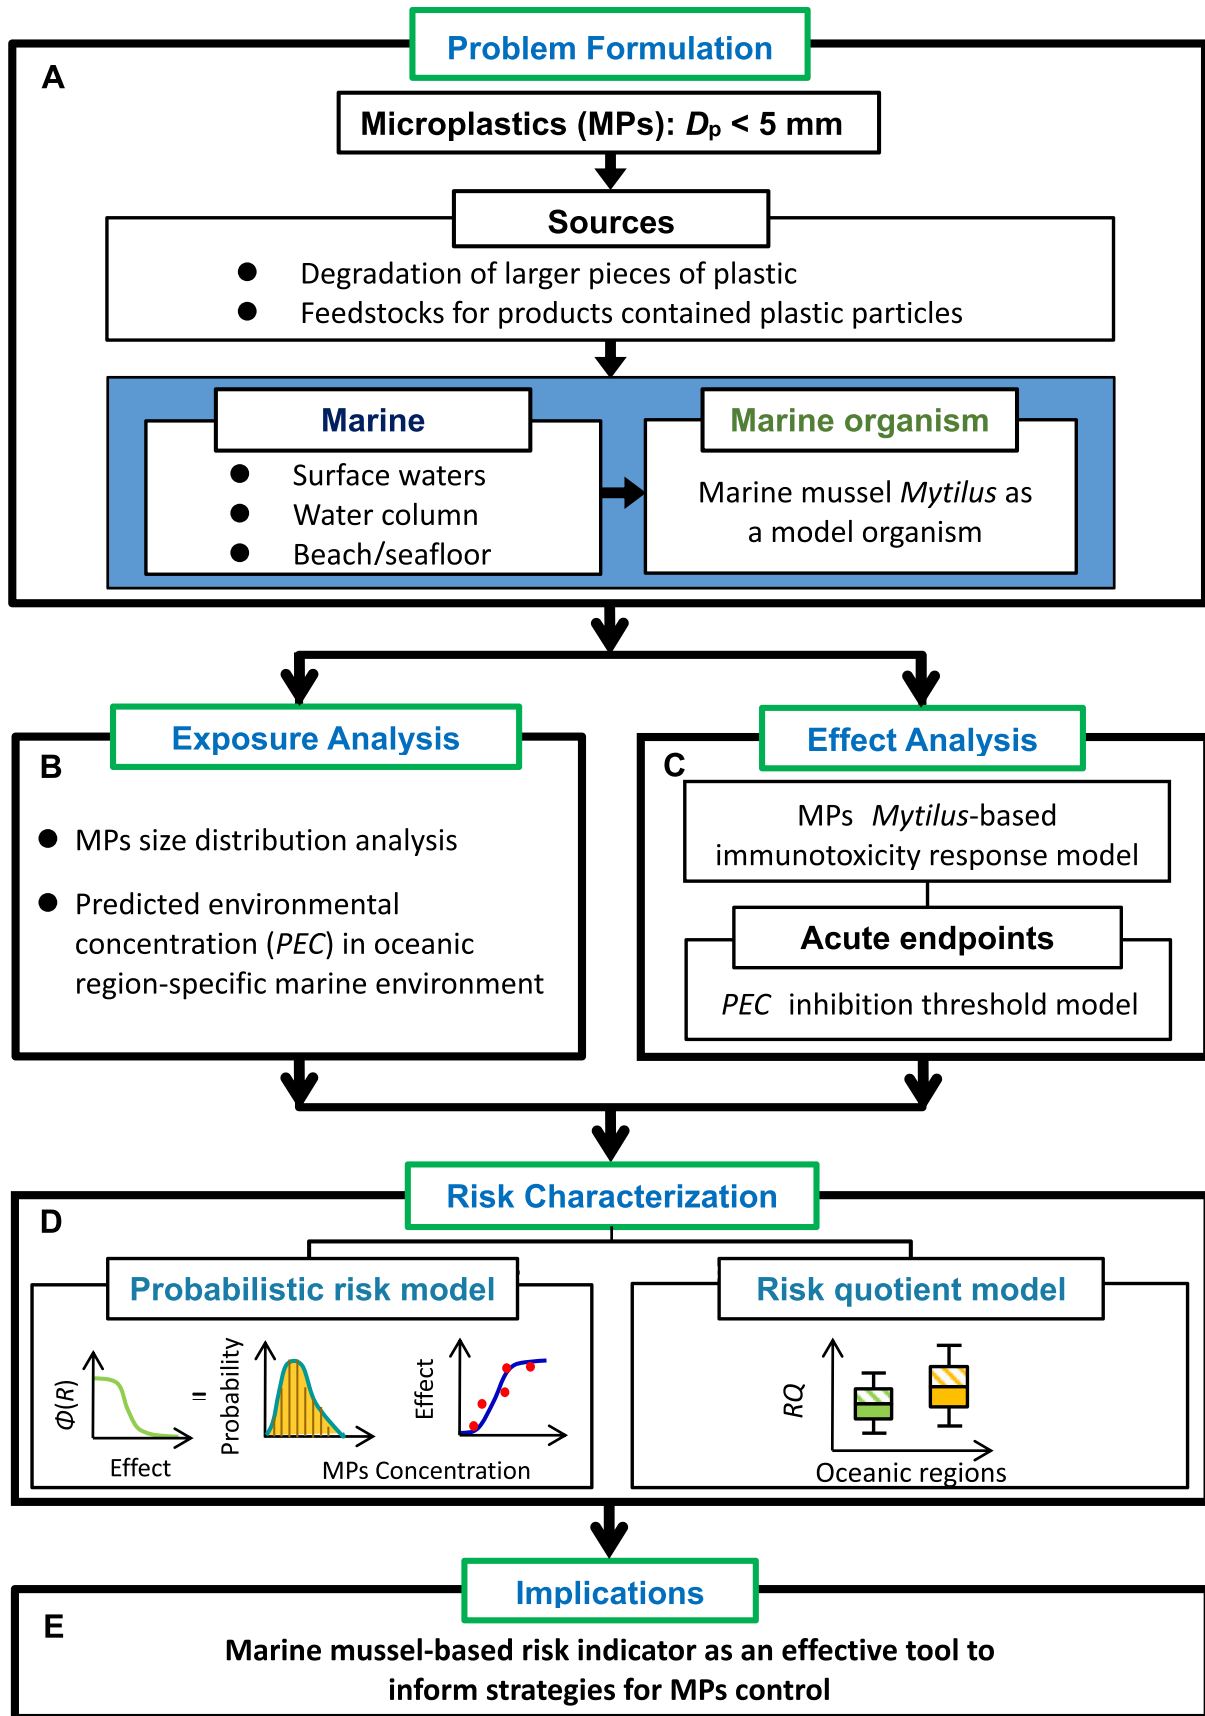 Problem Formulation
A
Microplastics (MPs): Dp < 5 mm
Sources
● Degradation of larger pieces of plastic
● Feedstocks for products contained plastic particles
Marine
● Surface waters
● Water column
● Beach/seafloor
Marine organism
Marine mussel Mytilus as
a model organism
Exposure Analysis
B
● MPs size distribution analysis
● Predicted environmental
concentration (PEC) in oceanic
region-specific marine environment
Effect Analysis
C
MPs Mytilus-based
immunotoxicity response model
Acute endpoints
PEC inhibition threshold model
Risk Characterization
D
Probabilistic risk model
Φ(R)
Effect
=
Probability
Effect
MPs Concentration
Risk quotient model
RQ
Oceanic regions
Implications
E
Marine mussel-based risk indicator as an effective tool to
inform strategies for MPs control